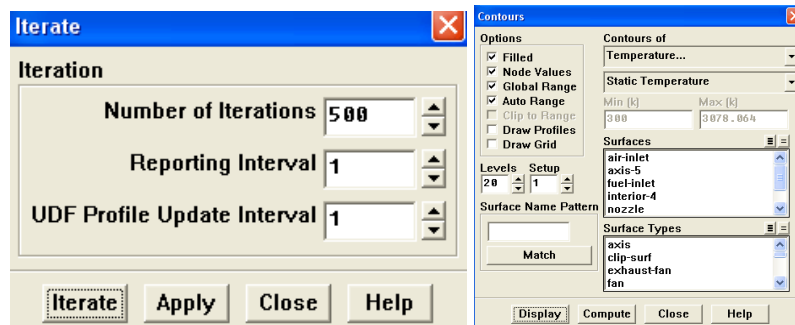 Iterate
Iteration
Number of Iterations 500
Reporting Interval 1
UDF Profile Update Interval 1
Iterate Apply Close Help
Contours
Options
Filled
Node Values
Global Range
Auto Range
Clip to Range
Draw Profiles
Draw Grid
Levels Setup
20 1
Surface Name Pattern
Match
Contours of
Temperature...
Static Temperature
Min (k) Max (k)
300 3078.064
Surfaces
air-inlet
axis-5
fuel-inlet
interior-4
nozzle
Surface Types
axis
clip-surf
exhaust-fan
fan
Display Compute Close Help